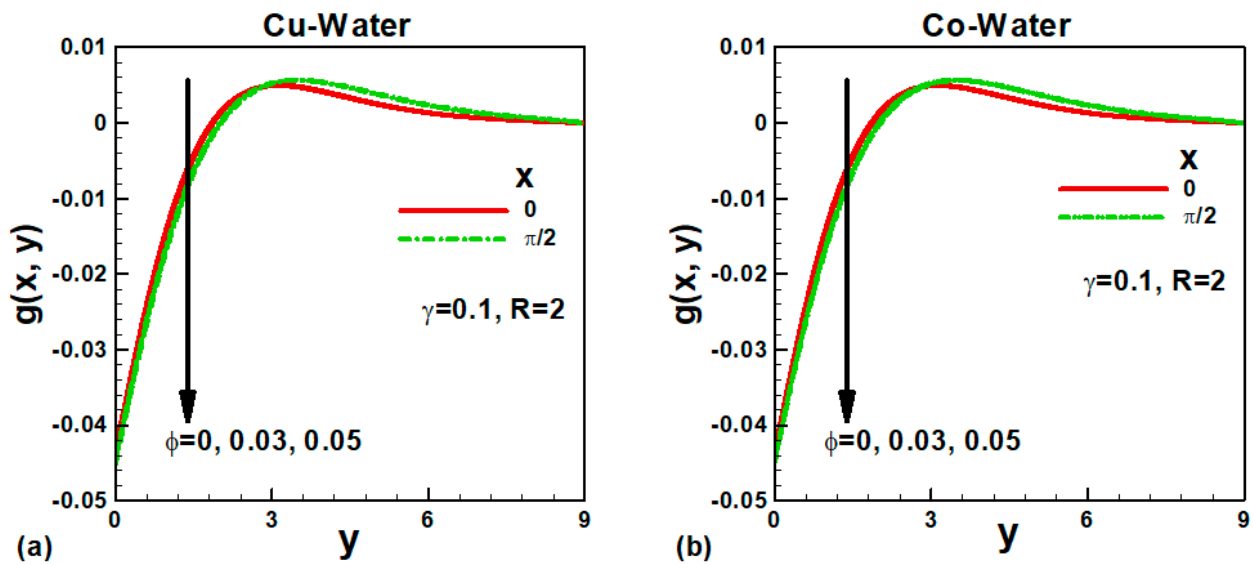 Cu-Water
0.01
0
-0.01
-0.02
-0.03
-0.04
-0.05
g(x, y)
x
0
π/2
γ=0.1, R=2
ϕ=0, 0.03, 0.05
0
3
6
9
y
(a)
Co-Water
0.01
0
-0.01
-0.02
-0.03
-0.04
-0.05
g(x, y)
x
0
π/2
γ=0.1, R=2
ϕ=0, 0.03, 0.05
0
3
6
9
y
(b)